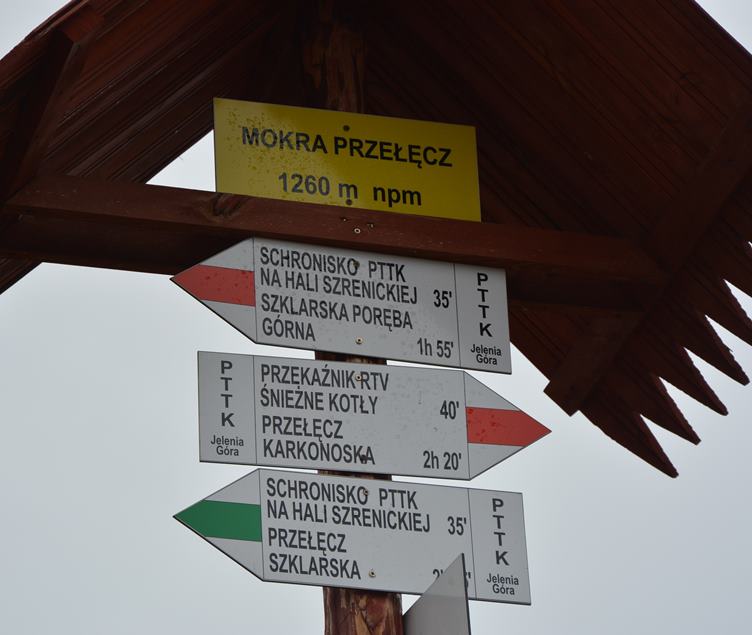 MOKRA PRZEŁĘCZ
1260 m npm
SCHRONISKO PTTK
NA HALI SZRENICKIEJ 35'
SZKLARSKA PORĘBA
GÓRNA 1h 55'
PTTK
Jelenia
Góra
PTTK
Jelenia
Góra
PRZEKAŹNIK RTV
ŚNIEŻNE KOTŁY 40'
PRZEŁĘCZ
KARKONOSKA 2h 20'
SCHRONISKO PTTK
NA HALI SZRENICKIEJ 35'
PRZEŁĘCZ
SZKLARSKA
PTTK
Jelenia
Góra